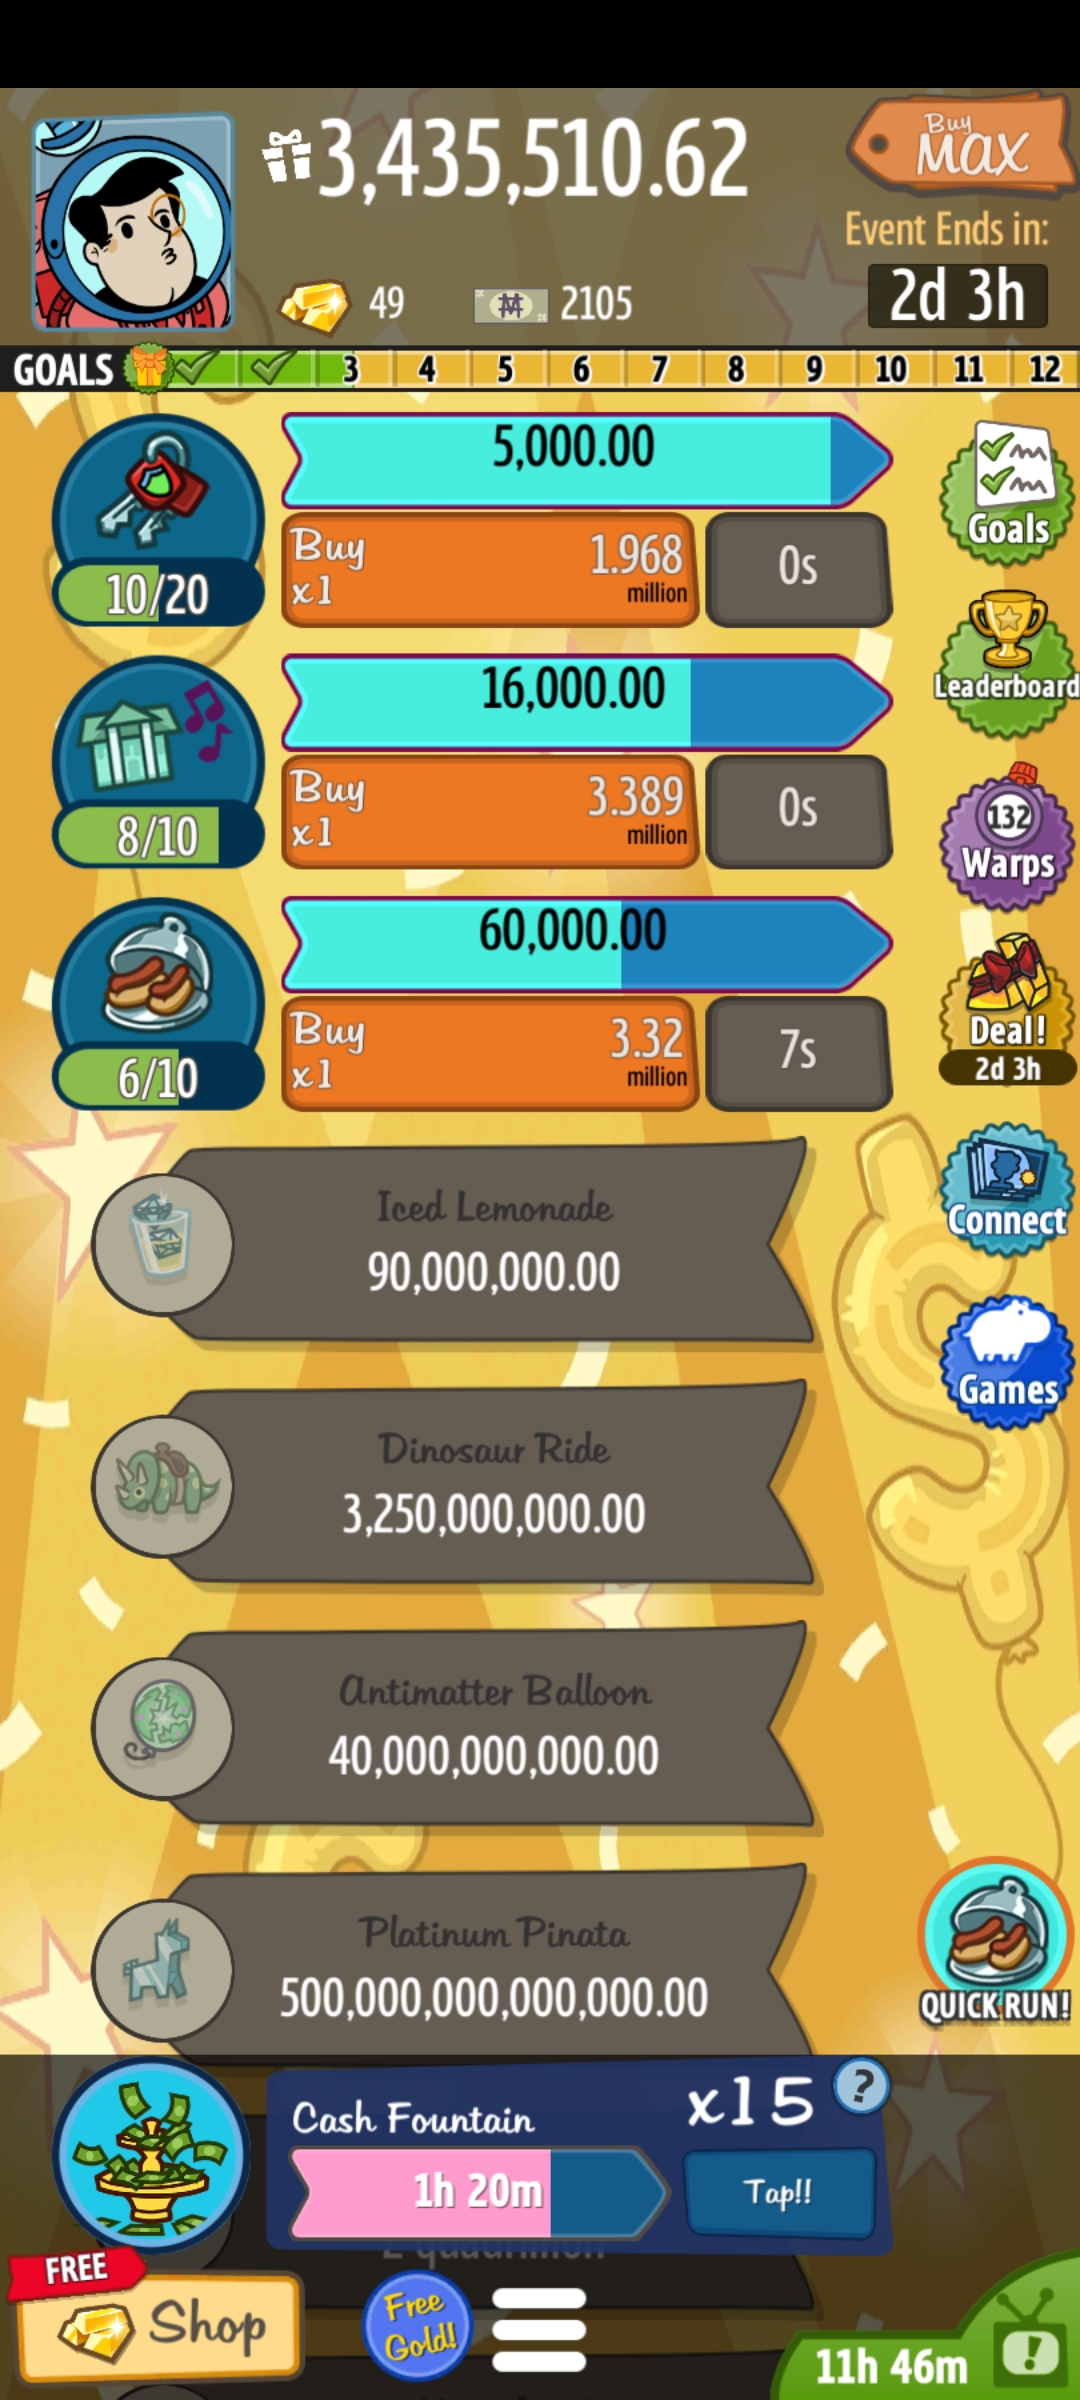 3,435,510.62
Buy
MAX
Event Ends in:
2d 3h
49
2105
GOALS 3 4 5 6 7 8 9 10 11 12
5,000.00
Buy
x1
1.968
million
0s
10/20
Goals
16,000.00
Leaderboard
Buy
x1
3.389
million
0s
8/10
132
Warps
60,000.00
Buy
x1
3.32
million
7s
6/10
Deal!
2d 3h
Iced Lemonade
90,000,000.00
Connect
Dinosaur Ride
3,250,000,000.00
Games
Antimatter Balloon
40,000,000,000.00
Platinum Pinata
500,000,000,000,000.00
QUICK RUN!
Cash Fountain
x15
?
1h 20m
Tap!!
2 quadrillion
FREE
Shop
Free
Gold!
11h 46m
!